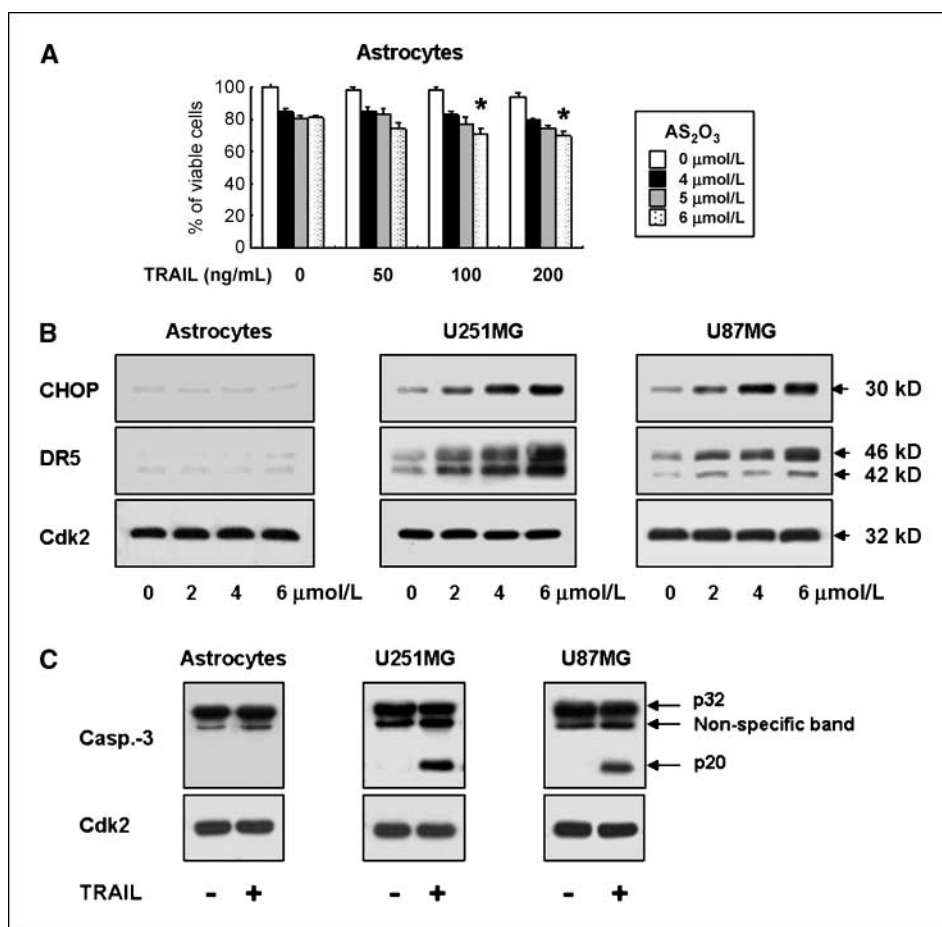 A
Astrocytes
% of viable cells
100
80
60
40
20
0
TRAIL (ng/mL) 0 50 100 200
* *
AS₂O₃
0 μmol/L
4 μmol/L
5 μmol/L
6 μmol/L
B
Astrocytes U251MG U87MG
CHOP 30 kD
DR5 46 kD
42 kD
Cdk2 32 kD
0 2 4 6 μmol/L 0 2 4 6 μmol/L 0 2 4 6 μmol/L
C
Astrocytes U251MG U87MG
Casp.-3 p32
Non-specific band
p20
Cdk2
TRAIL - + - + - +